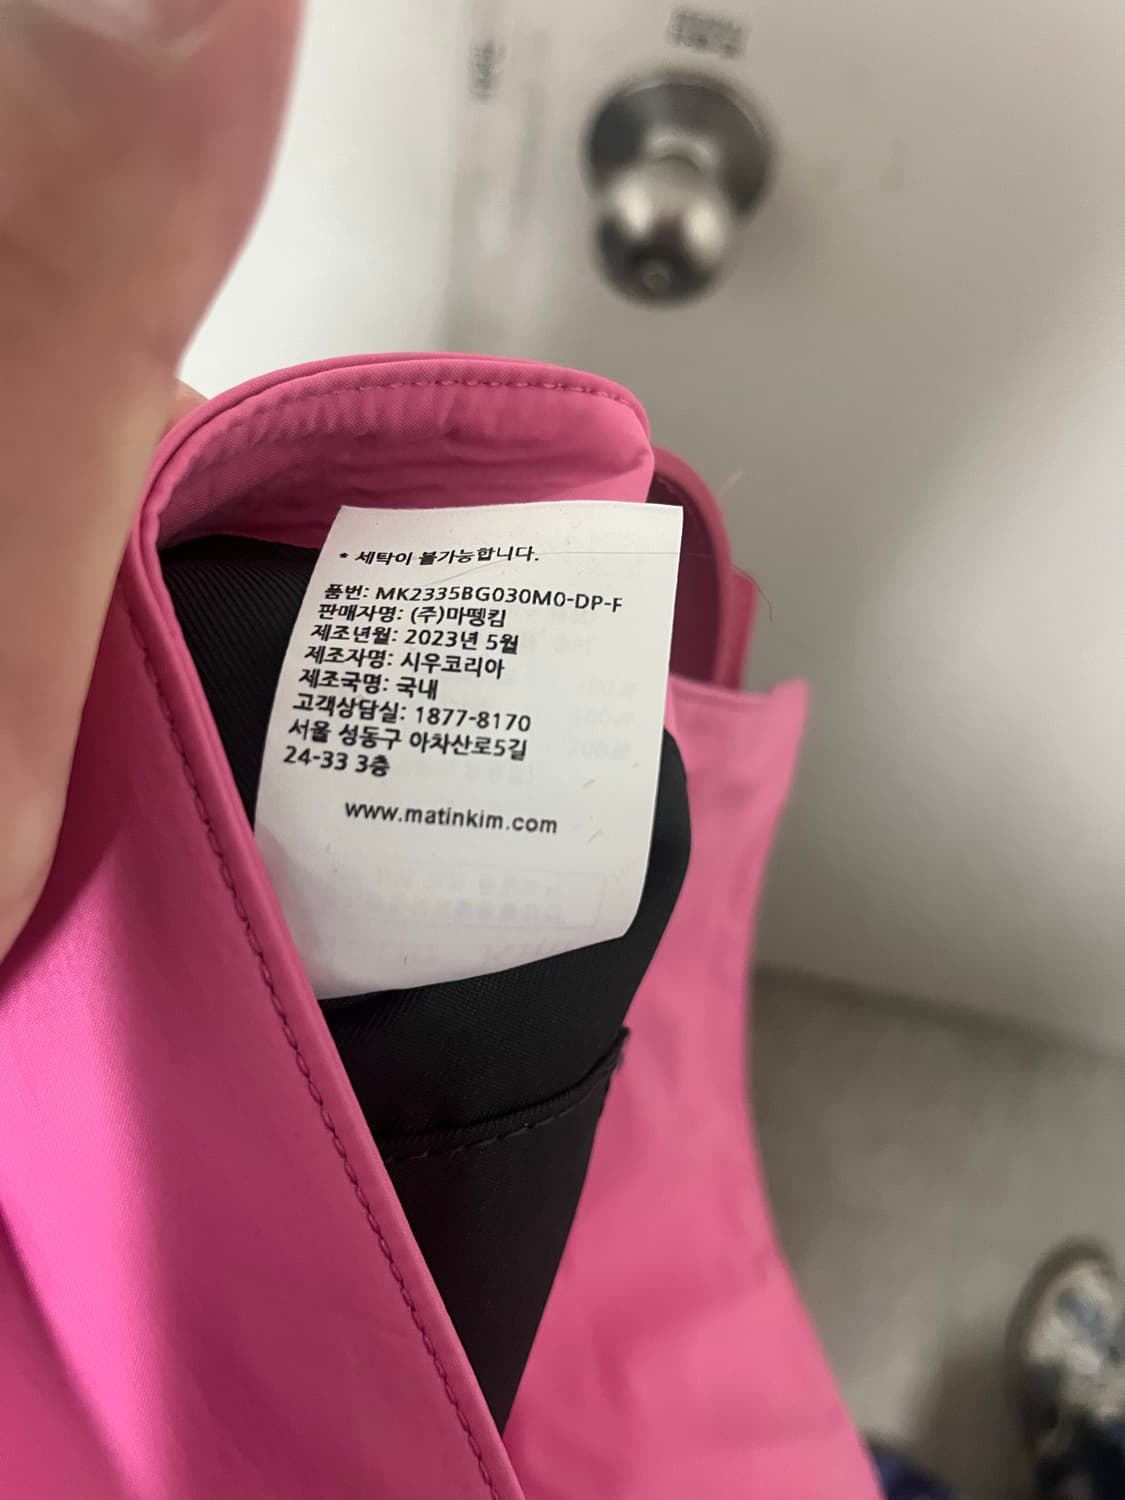 * 세탁이 불가능합니다.
품번: MK2335BG030M0-DP-F
판매자명: (주)마뗑킴
제조년월: 2023년 5월
제조자명: 시우코리아
제조국명: 국내
고객상담실: 1877-8170
서울 성동구 아차산로5길
24-33 3층
www.matinkim.com